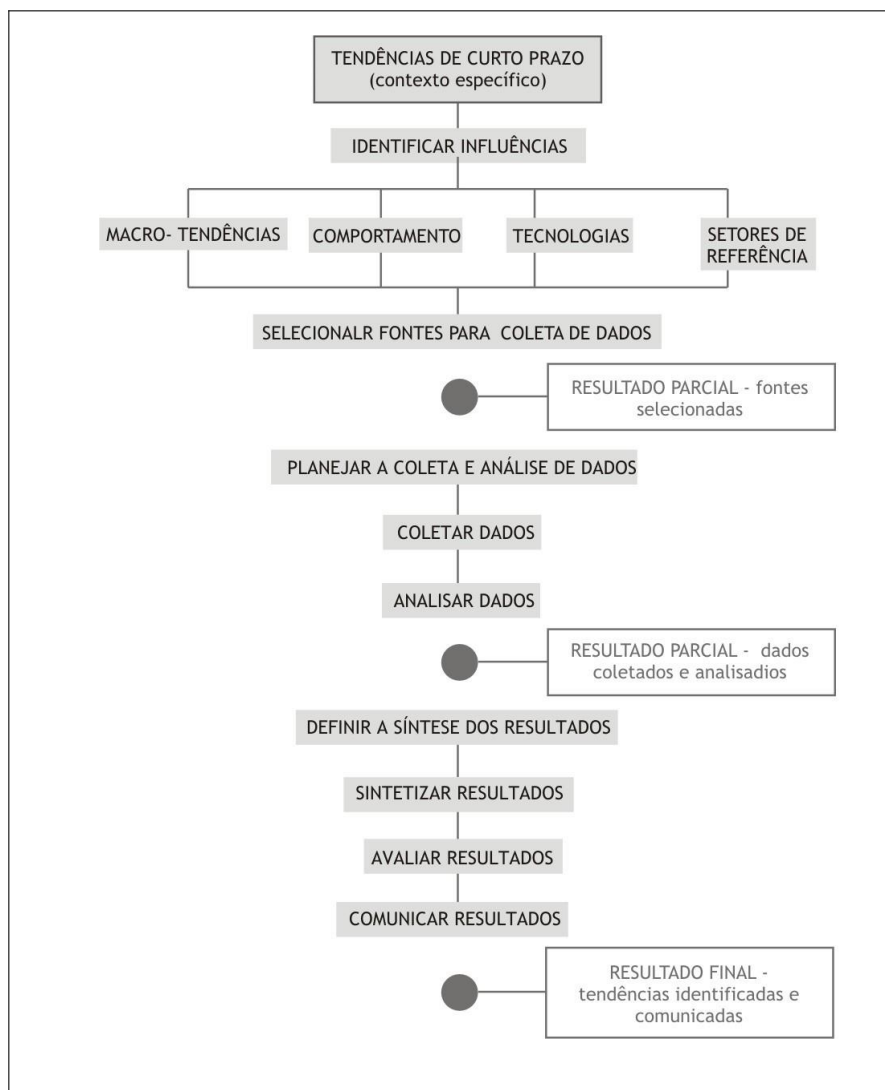 TENDÊNCIAS DE CURTO PRAZO
(contexto específico)
IDENTIFICAR INFLUÊNCIAS
MACRO- TENDÊNCIAS
COMPORTAMENTO
TECNOLOGIAS
SETORES DE
REFERÊNCIA
SELECIONALR FONTES PARA COLETA DE DADOS
RESULTADO PARCIAL - fontes
selecionadas
PLANEJAR A COLETA E ANÁLISE DE DADOS
COLETAR DADOS
ANALISAR DADOS
RESULTADO PARCIAL - dados
coletados e analisadios
DEFINIR A SÍNTESE DOS RESULTADOS
SINTETIZAR RESULTADOS
AVALIAR RESULTADOS
COMUNICAR RESULTADOS
RESULTADO FINAL -
tendências identificadas e
comunicadas